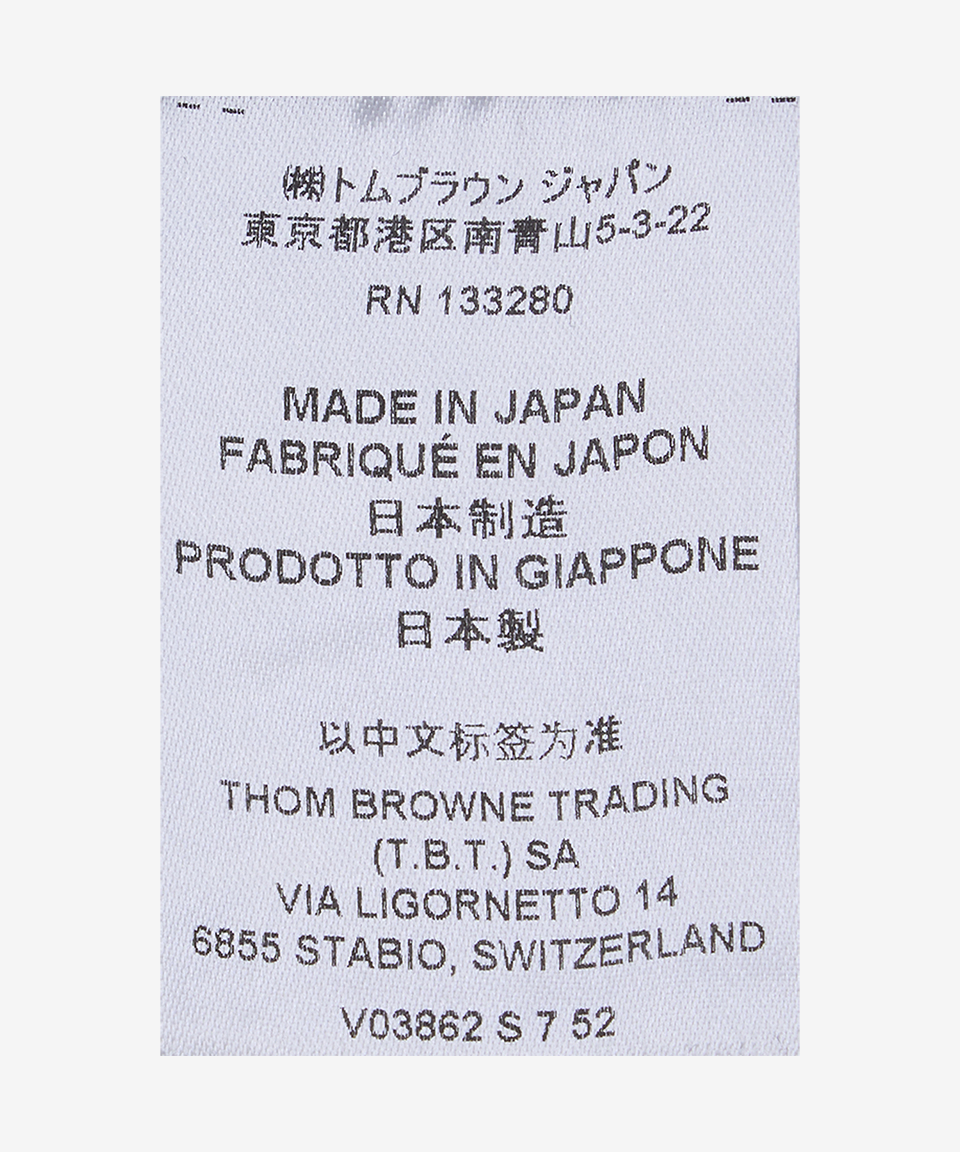 ㈱トムブラウン ジャパン
東京都港区南青山5-3-22
RN 133280
MADE IN JAPAN
FABRIQUÉ EN JAPON
日本制造
PRODOTTO IN GIAPPONE
日本製
以中文标签为准
THOM BROWNE TRADING
(T.B.T.) SA
VIA LIGORNETTO 14
6855 STABIO, SWITZERLAND
V03862 S 7 52